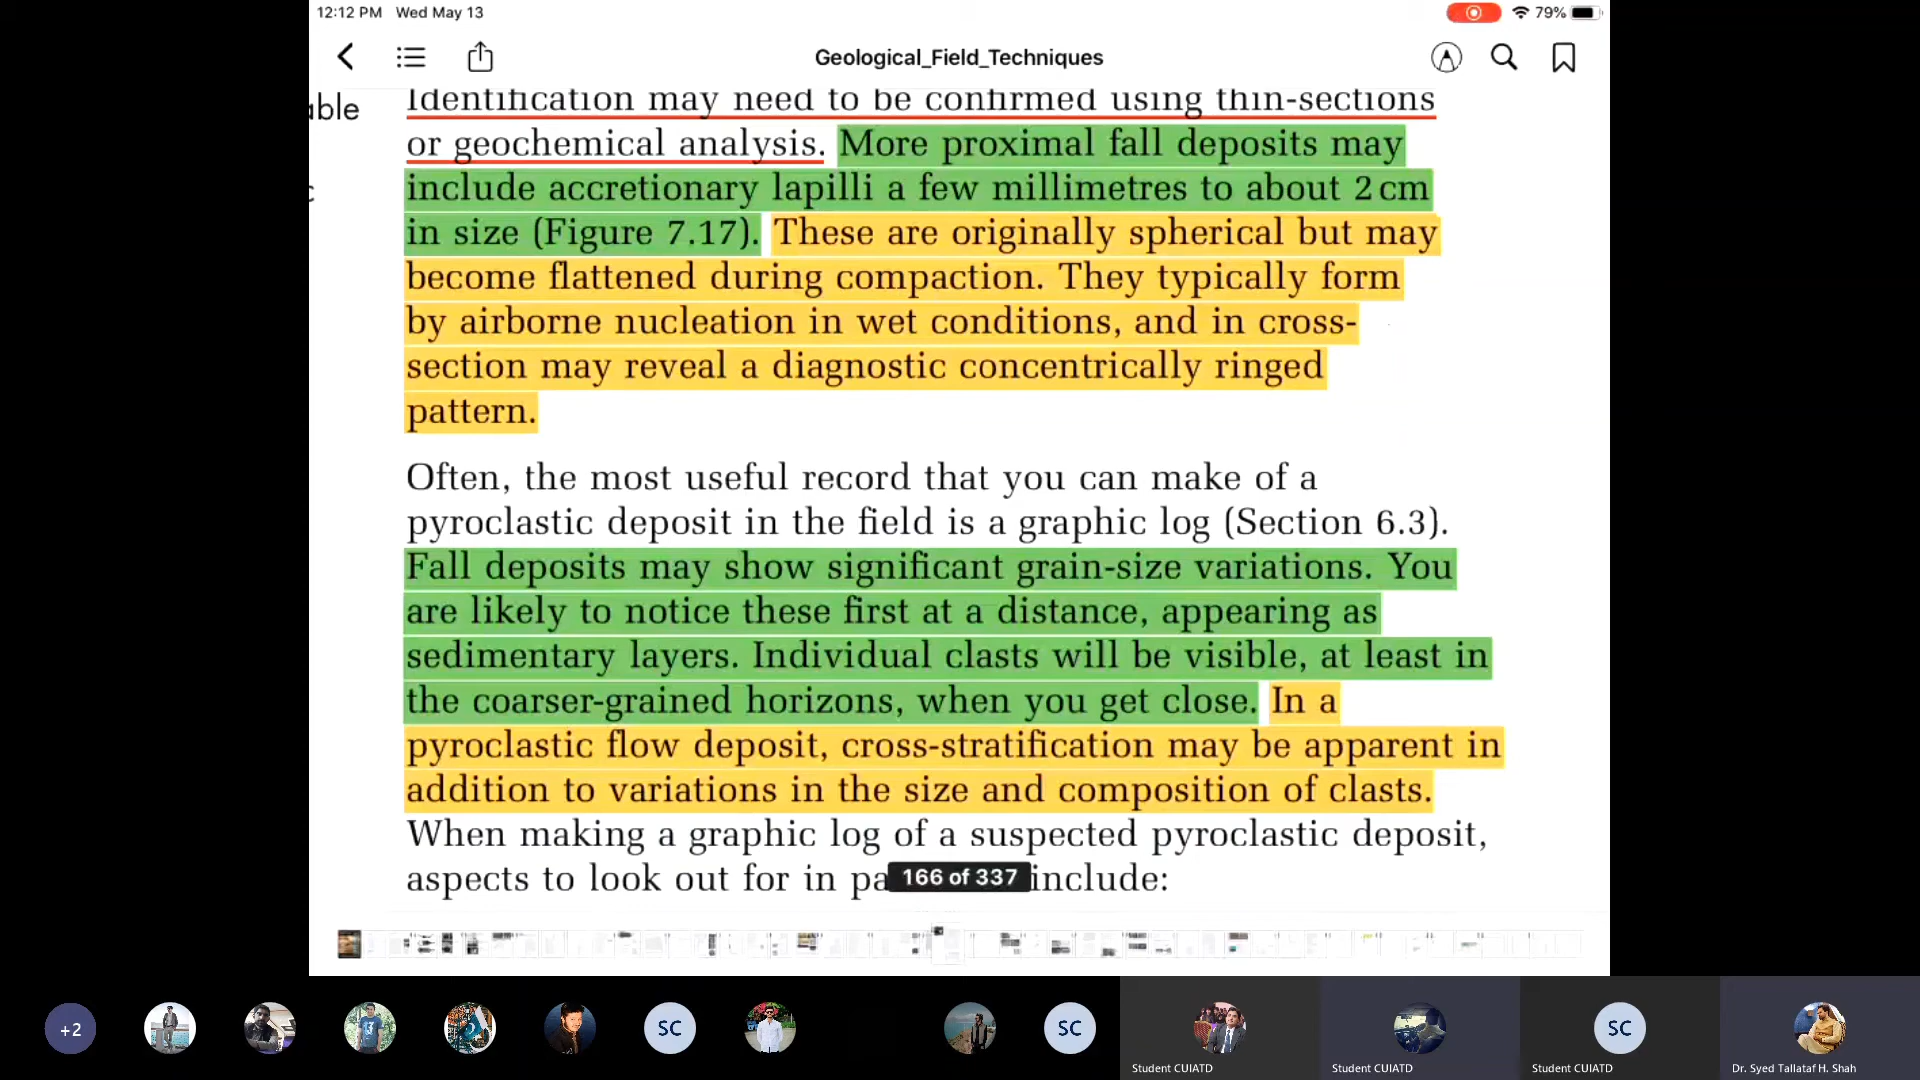 12:12 PM Wed May 13
79%
Geological_Field_Techniques
able
c
Identification may need to be confirmed using thin-sections
or geochemical analysis. More proximal fall deposits may
include accretionary lapilli a few millimetres to about 2 cm
in size (Figure 7.17). These are originally spherical but may
become flattened during compaction. They typically form
by airborne nucleation in wet conditions, and in cross-
section may reveal a diagnostic concentrically ringed
pattern.
Often, the most useful record that you can make of a
pyroclastic deposit in the field is a graphic log (Section 6.3).
Fall deposits may show significant grain-size variations. You
are likely to notice these first at a distance, appearing as
sedimentary layers. Individual clasts will be visible, at least in
the coarser-grained horizons, when you get close. In a
pyroclastic flow deposit, cross-stratification may be apparent in
addition to variations in the size and composition of clasts.
When making a graphic log of a suspected pyroclastic deposit,
aspects to look out for in pa include:
166 of 337
+2
SC
SC
SC
Student CUIATD
Student CUIATD
Student CUIATD
Dr. Syed Tallataf H. Shah